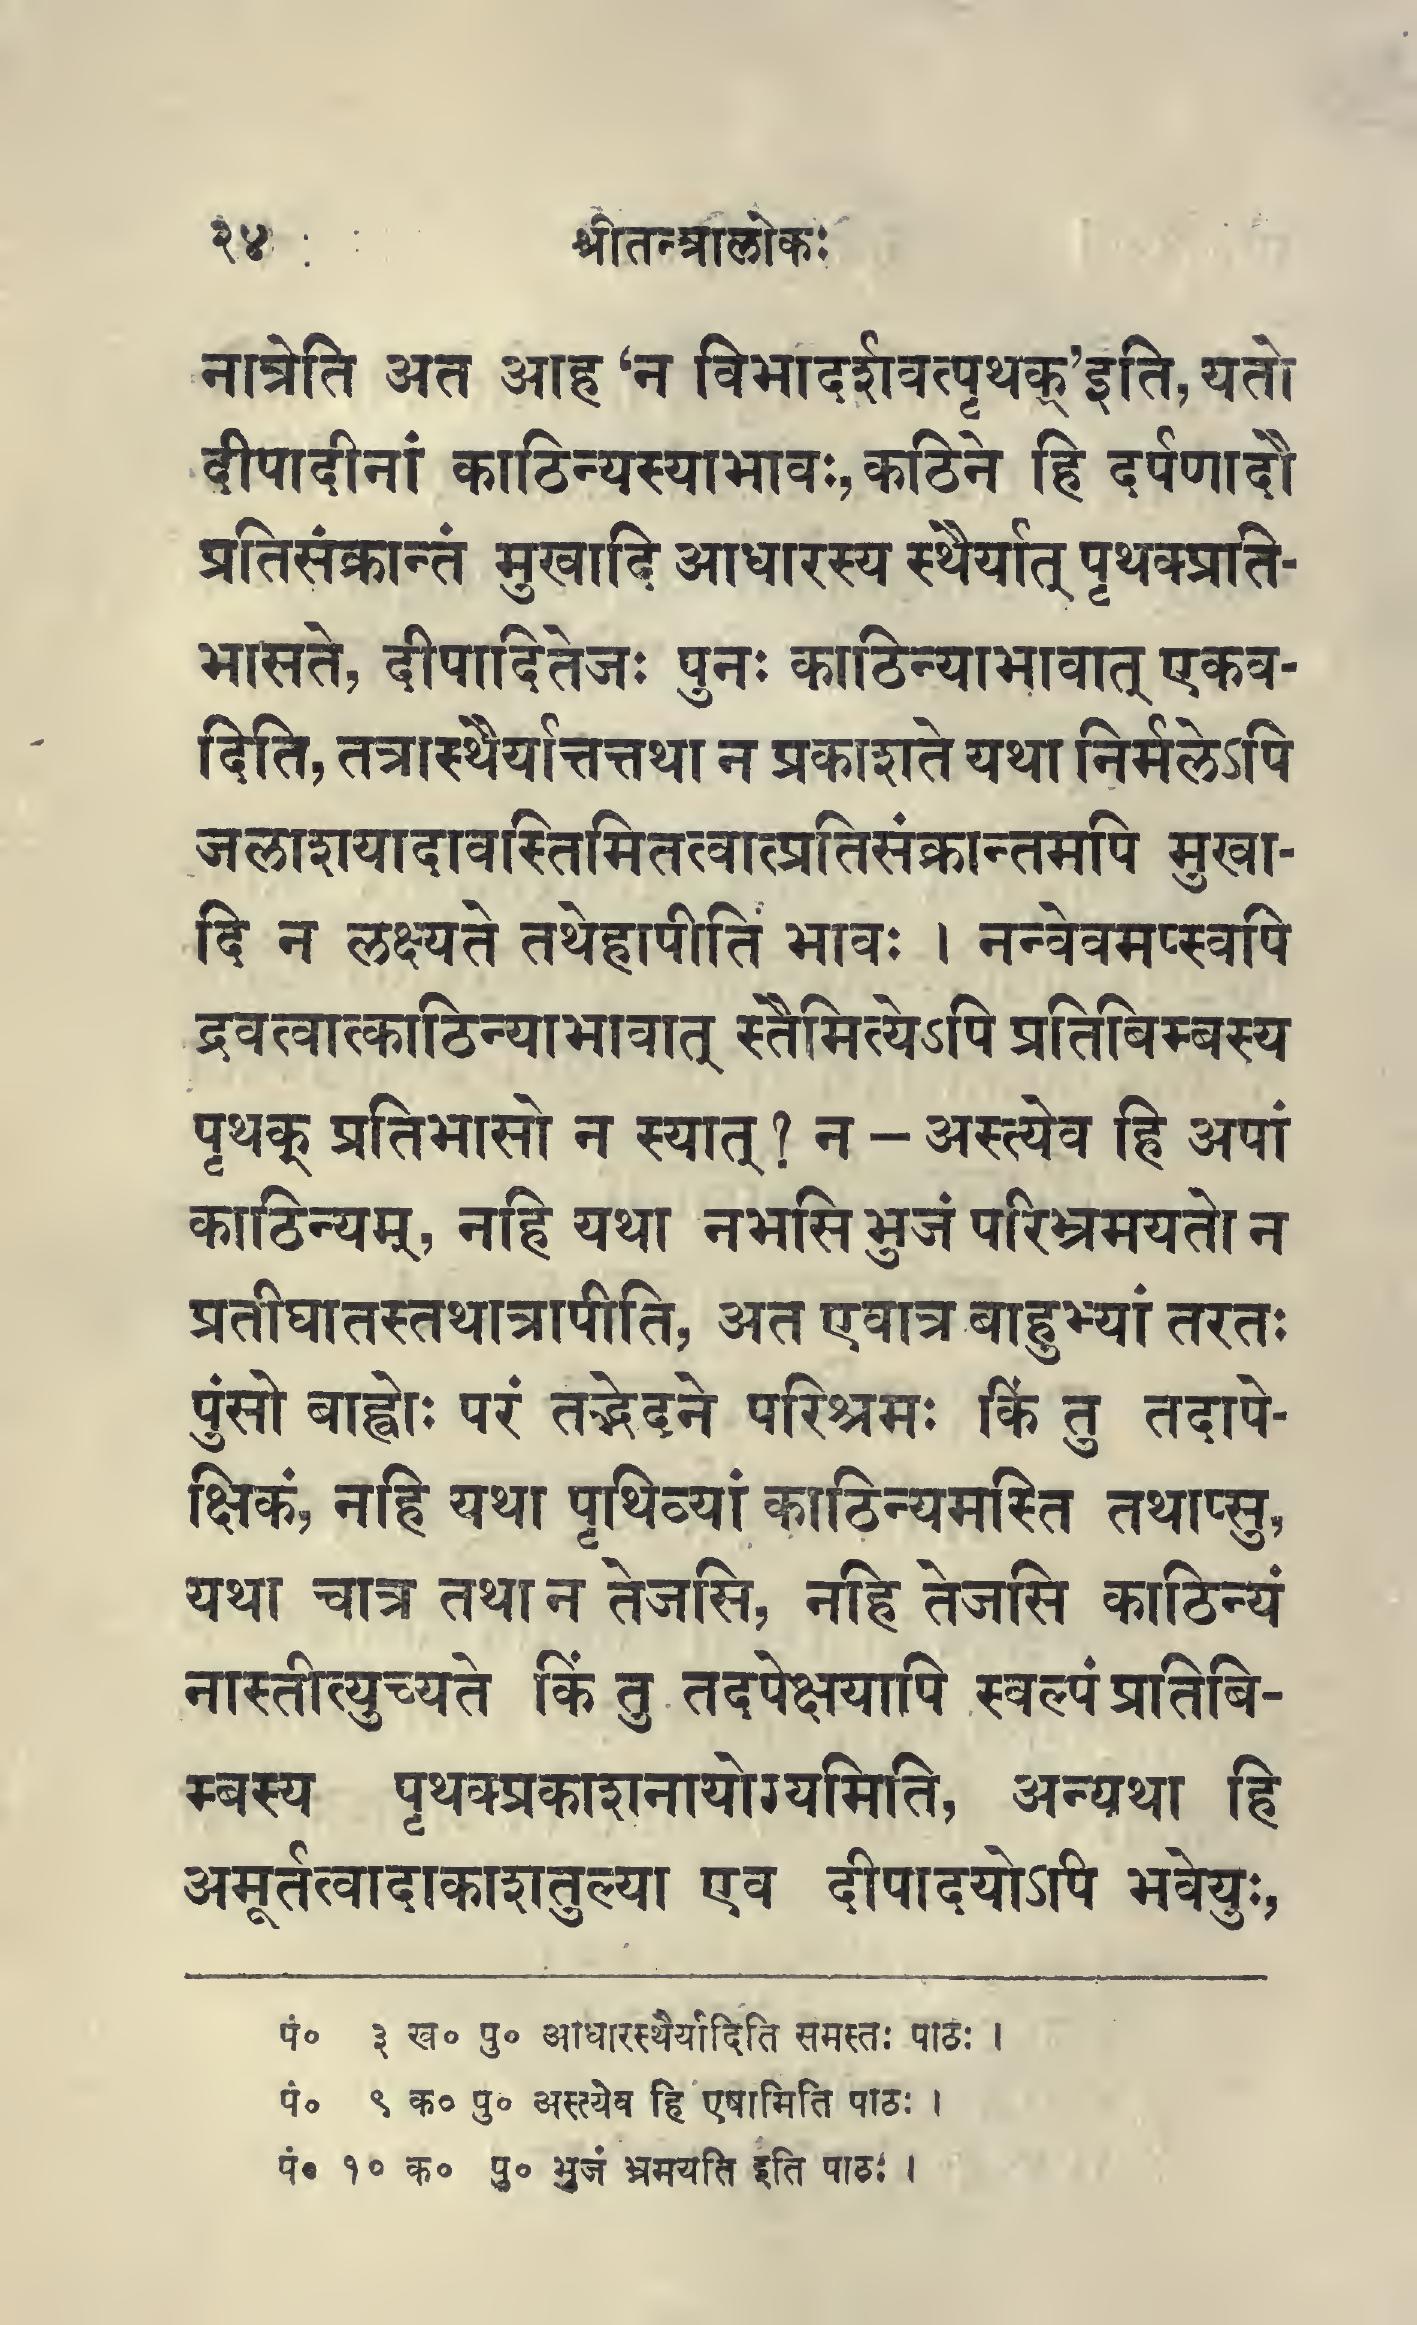 २४ श्रीतन्त्रालोकः
नात्रेति अत आह ‘न विभादर्शवत्पृथक्’इति, यतो
दीपादीनां काठिन्यस्याभावः, कठिने हि दर्पणादौ
प्रतिसंक्रान्तं मुखादि आधारस्य स्थैर्यात् पृथक्प्रति-
भासते, दीपादितेजः पुनः काठिन्याभावात् एकव-
दिति, तत्रास्थैर्यात्तत्तथा न प्रकाशते यथा निर्मलेऽपि
जलाशयादावस्तिमितत्वात्प्रतिसंक्रान्तमपि मुखा-
दि न लक्ष्यते तथेहापीति भावः । नन्वेवमप्स्वपि
द्रवत्वात्काठिन्याभावात् स्तैमित्येऽपि प्रतिबिम्बस्य
पृथक् प्रतिभासो न स्यात्? न – अस्त्येव हि अपां
काठिन्यम्, नहि यथा नभसि भुजं परिभ्रमयतो न
प्रतीघातस्तथात्रापीति, अत एवात्र बाहुभ्यां तरतः
पुंसो बाह्वोः परं तद्भेदने परिश्रमः किं तु तदापे-
क्षिकं, नहि यथा पृथिव्यां काठिन्यमस्ति तथाप्सु,
यथा चात्र तथा न तेजसि, नहि तेजसि काठिन्यं
नास्तीत्युच्यते किं तु तदपेक्षयापि स्वल्पं प्रतिबि-
म्बस्य पृथक्प्रकाशनायोग्यमिति, अन्यथा हि
अमूर्तत्वादाकाशतुल्या एव दीपादयोऽपि भवेयुः,
पं० ३ ख० पु० आधारस्थैर्यादिति समस्तः पाठः ।
पं० ९ क० पु० अस्त्येव हि एषामिति पाठः ।
पं० १० क० पु० भुजं भ्रमयति इति पाठः ।